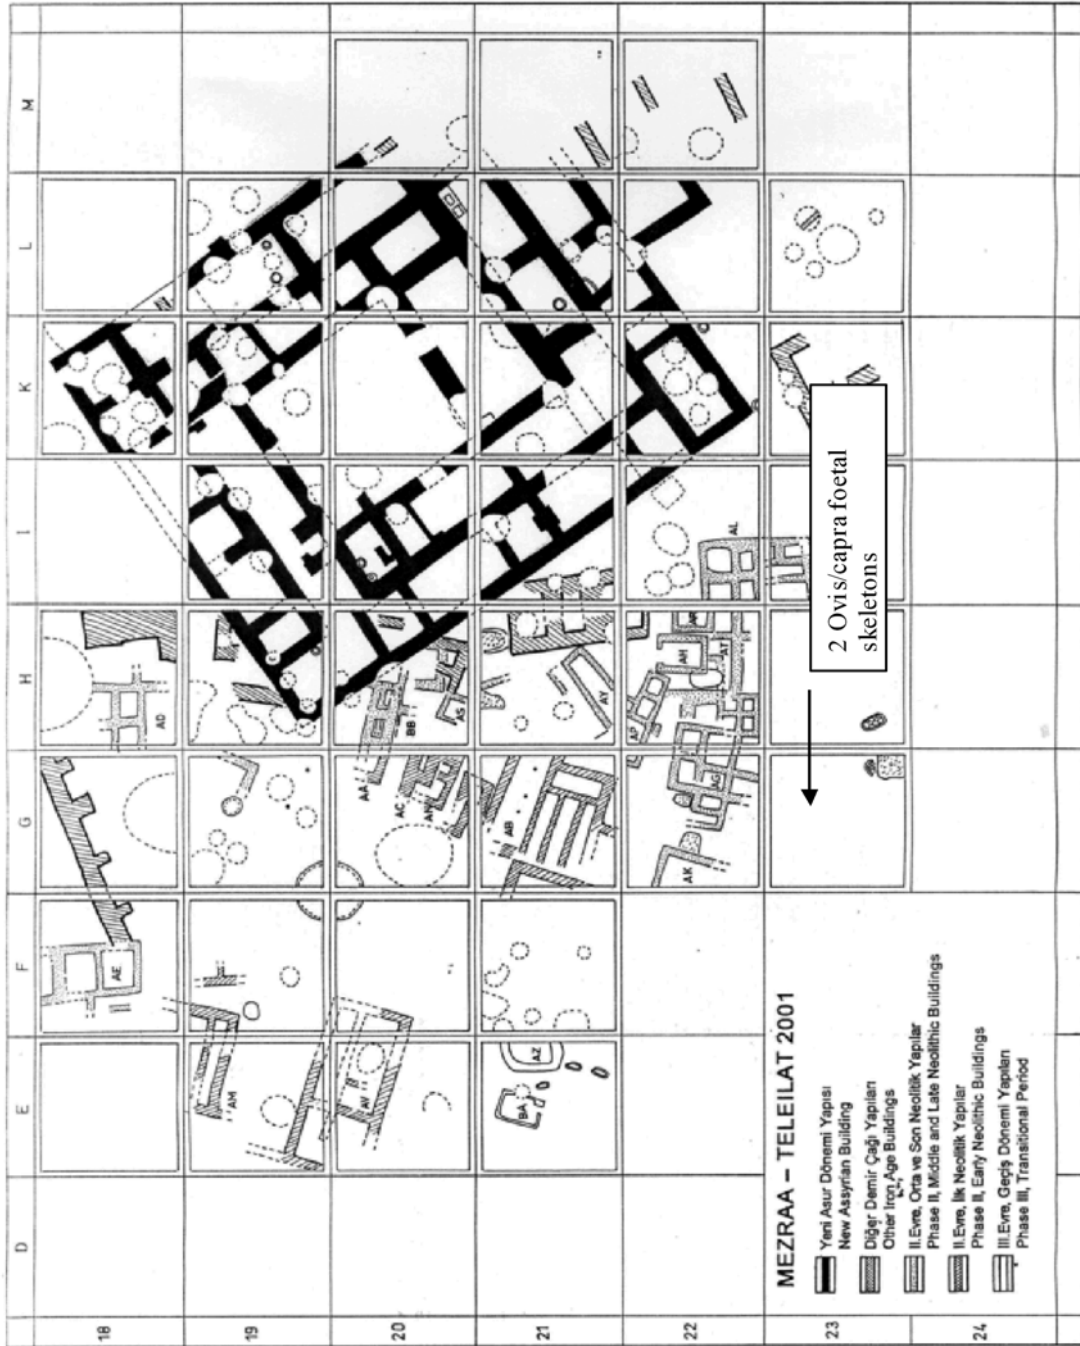 M
L
K
I
H
G
F
E
D
18
19
20
21
22
23
24
AD
AE
AM
AV
AZ
BA
AA
AC
AN
BB
AS
AB
AY
AK
AG
AP
AH
AR
AT
AL
2 Ovis/capra foetal
skeletons
MEZRAA – TELEILAT 2001
Yeni Asur Dönemi Yapısı
New Assyrian Building
Diğer Demir Çağı Yapıları
Other Iron Age Buildings
II.Evre, Orta ve Son Neolitik Yapılar
Phase II, Middle and Late Neolithic Buildings
II.Evre, İlk Neolitik Yapılar
Phase II, Early Neolithic Buildings
III.Evre, Geçiş Dönemi Yapıları
Phase III, Transitional Period